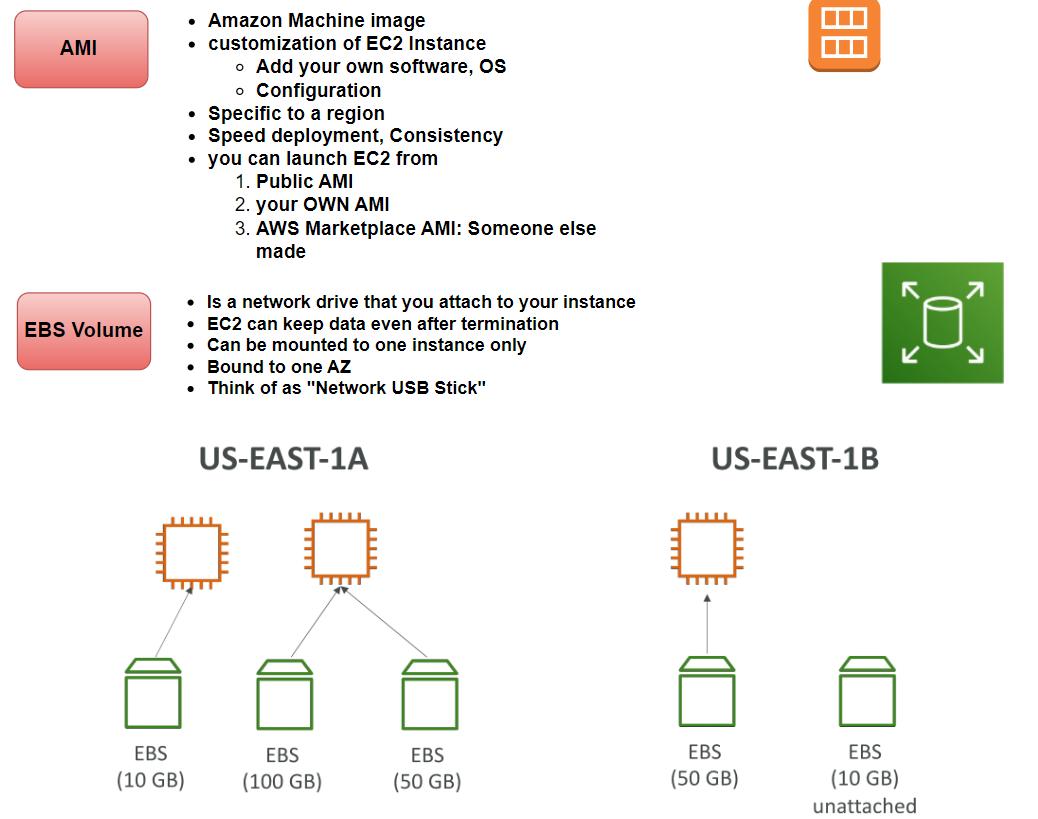 AMI
Amazon Machine image
customization of EC2 Instance
Add your own software, OS
Configuration
Specific to a region
Speed deployment, Consistency
you can launch EC2 from
1. Public AMI
2. your OWN AMI
3. AWS Marketplace AMI: Someone else
made
EBS Volume
Is a network drive that you attach to your instance
EC2 can keep data even after termination
Can be mounted to one instance only
Bound to one AZ
Think of as "Network USB Stick"
US-EAST-1A
US-EAST-1B
EBS
(10 GB)
EBS
(100 GB)
EBS
(50 GB)
EBS
(50 GB)
EBS
(10 GB)
unattached